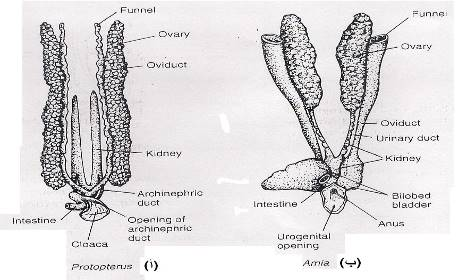 Funnel
Ovary
Oviduct
Kidney
Archinephric
duct
Intestine
Opening of
archinephric
duct
Cloaca
Protopterus (أ)
Funnel
Ovary
Oviduct
Urinary duct
Kidney
Bilobed
bladder
Intestine
Anus
Urogenital
opening
Amia (ب)